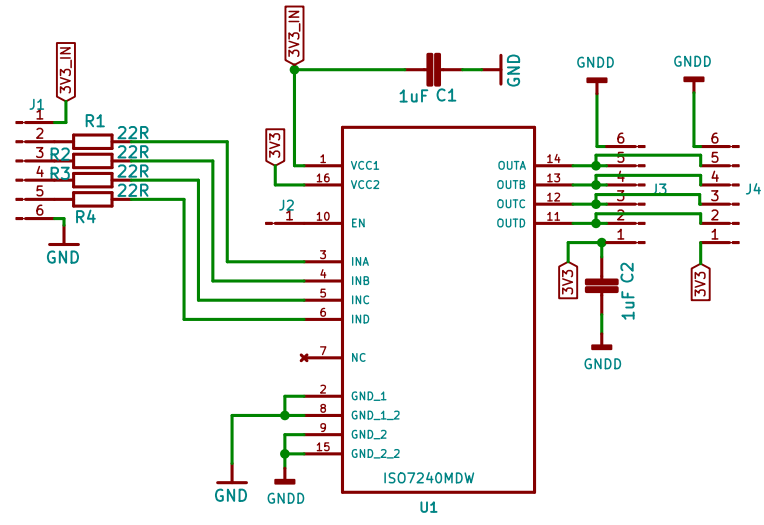 3V3_IN
3V3_IN
GND
1uF C1
GNDD
GNDD
J1
1
2
3
4
5
6
R1
22R
R2
22R
R3
22R
22R
R4
GND
3V3
J2
1
1
16
10
3
4
5
6
7
2
8
9
15
VCC1
VCC2
EN
INA
INB
INC
IND
NC
GND_1
GND_1_2
GND_2
GND_2_2
OUTA
OUTB
OUTC
OUTD
14
13
12
11
ISO7240MDW
U1
GND
GNDD
6
5
4
3
2
1
J3
6
5
4
3
2
1
J4
3V3
1uF C2
GNDD
3V3